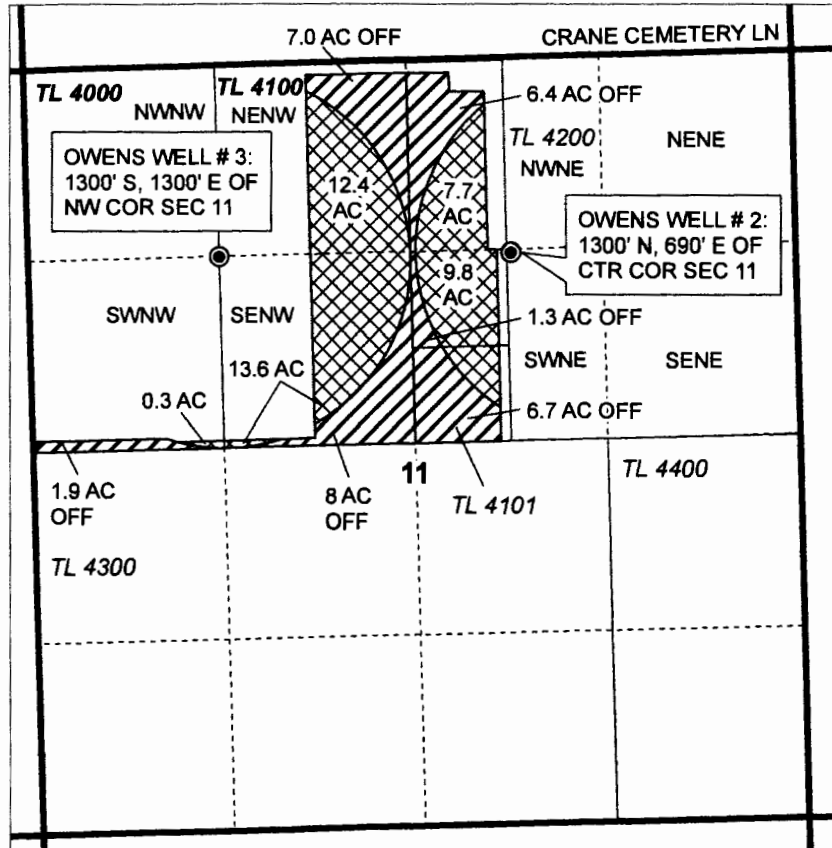 7.0 AC OFF
CRANE CEMETERY LN
TL 4000
TL 4100
NWNW
NENW
6.4 AC OFF
TL 4200
NENE
NWNE
OWENS WELL # 3:
1300' S, 1300' E OF
NW COR SEC 11
12.4
AC
7.7
AC
OWENS WELL # 2:
1300' N, 690' E OF
CTR COR SEC 11
9.8
AC
SWNW
SENW
1.3 AC OFF
SWNE
SENE
13.6 AC
0.3 AC
6.7 AC OFF
1.9 AC
OFF
8 AC
OFF
11
TL 4101
TL 4400
TL 4300